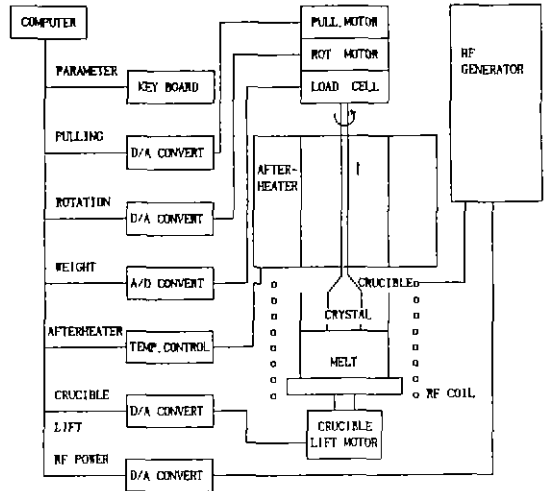 COMPUTER
PULL. MOTOR
ROT MOTOR
LOAD CELL
RF
GENERATOR
PARAMETER
KEY BOARD
PULLING
D/A CONVERT
AFTER-
HEATER
ROTATION
D/A CONVERT
WEIGHT
A/D CONVERT
CRUCIBLE
CRYSTAL
AFTERHEATER
TEMP. CONTROL
MELT
CRUCIBLE
LIFT
D/A CONVERT
RF COIL
CRUCIBLE
LIFT MOTOR
RF POWER
D/A CONVERT